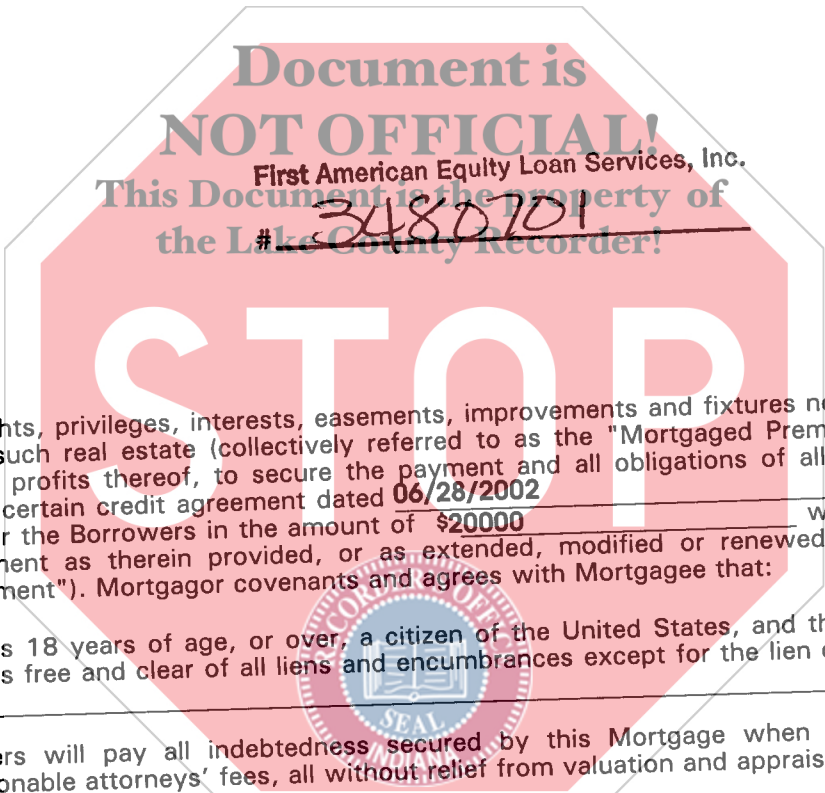 Document is
NOT OFFICIAL!
First American Equity Loan Services, Inc.
This Document is the property of
# 3480701
the Lake County Recorder!
STOP
hts, privileges, interests, easements, improvements and fixtures n
such real estate (collectively referred to as the "Mortgaged Prem
profits thereof, to secure the payment and all obligations of all
certain credit agreement dated 06/28/2002
r the Borrowers in the amount of $20000 w
ment as therein provided, or as extended, modified or renewed
ment"). Mortgagor covenants and agrees with Mortgagee that:
s 18 years of age, or over, a citizen of the United States, and th
s free and clear of all liens and encumbrances except for the lien
RECORDER'S OFFICE
SEAL
INDIANA
ers will pay all indebtedness secured by this Mortgage when
onable attorneys' fees, all without relief from valuation and apprais